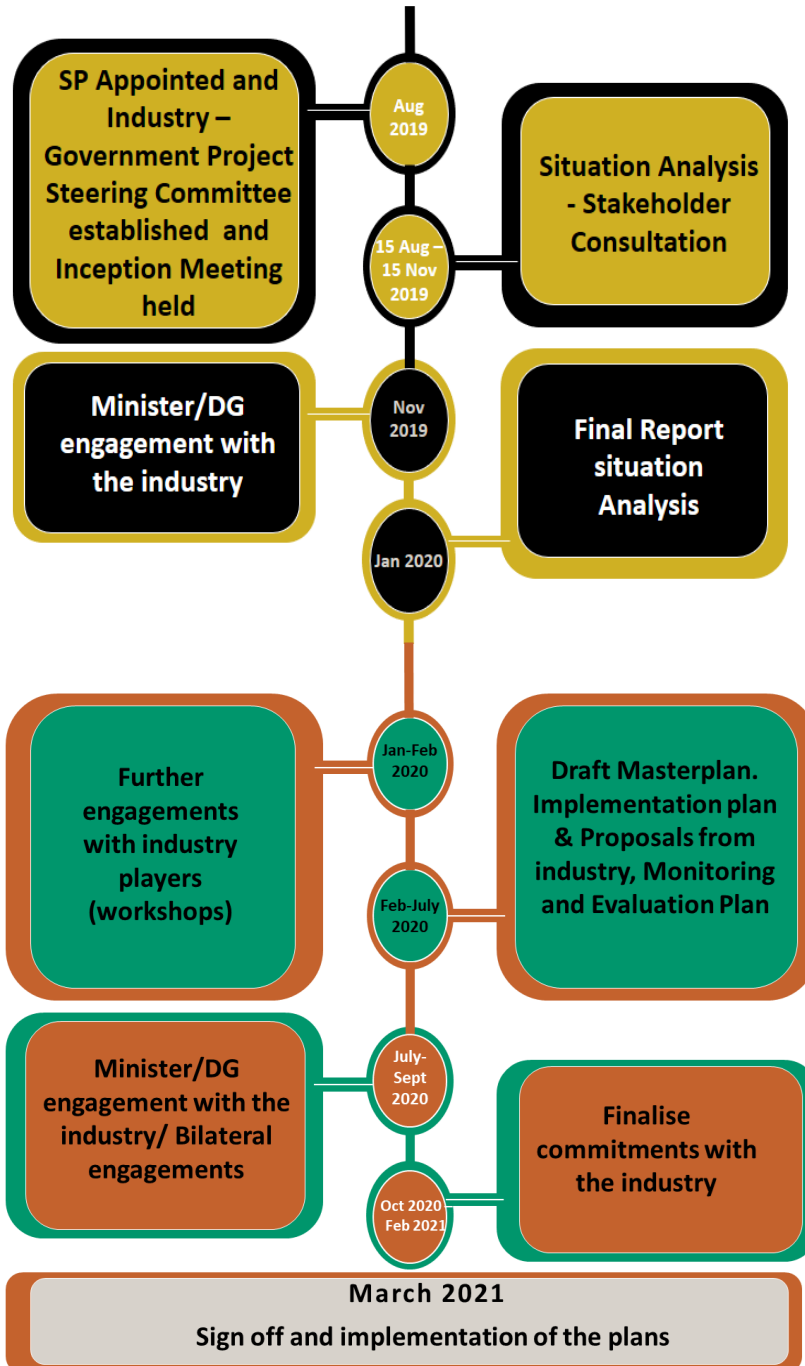 SP Appointed and
Industry –
Government Project
Steering Committee
established and
Inception Meeting
held
Aug
2019
Situation Analysis
- Stakeholder
Consultation
15 Aug –
15 Nov
2019
Minister/DG
engagement with
the industry
Nov
2019
Final Report
situation
Analysis
Jan 2020
Further
engagements
with industry
players
(workshops)
Jan-Feb
2020
Draft Masterplan.
Implementation plan
& Proposals from
industry, Monitoring
and Evaluation Plan
Feb-July
2020
Minister/DG
engagement with the
industry/ Bilateral
engagements
July-
Sept
2020
Finalise
commitments with
the industry
Oct 2020
Feb 2021
March 2021
Sign off and implementation of the plans